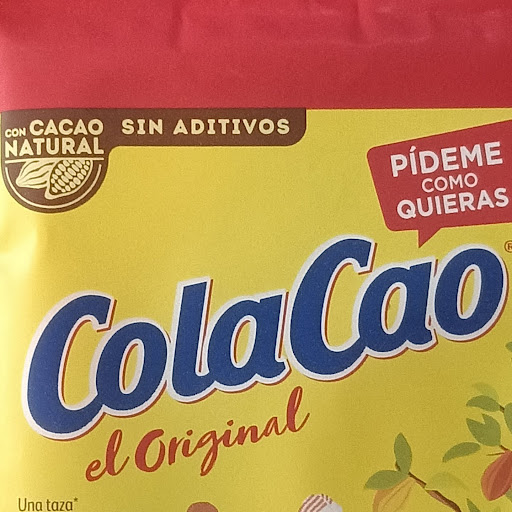 CON CACAO
NATURAL
SIN ADITIVOS
PÍDEME
COMO
QUIERAS
ColaCao®
el Original
Una taza*